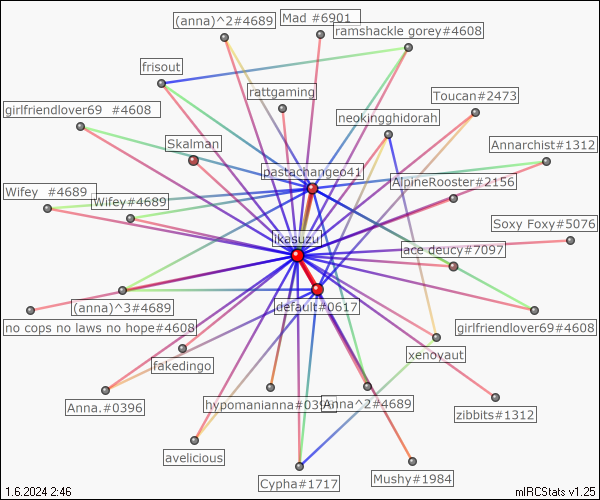 (anna)^2#4689
Mad #6901
ramshackle gorey#4608
frisout
rattgaming
Toucan#2473
girlfriendlover69 #4608
neokingghidorah
Skalman
Annarchist#1312
pastachangeo41
AlpineRooster#2156
Wifey #4689
Wifey#4689
Soxy Foxy#5076
ikasuzu
ace deucy#7097
(anna)^3#4689
default#0617
no cops no laws no hope#4608
girlfriendlover69#4608
xenoyaut
fakedingo
Anna.#0396
hypomanianna#0396
Anna^2#4689
zibbits#1312
avelicious
Cypha#1717
Mushy#1984
1.6.2024 2:46
mIRCStats v1.25